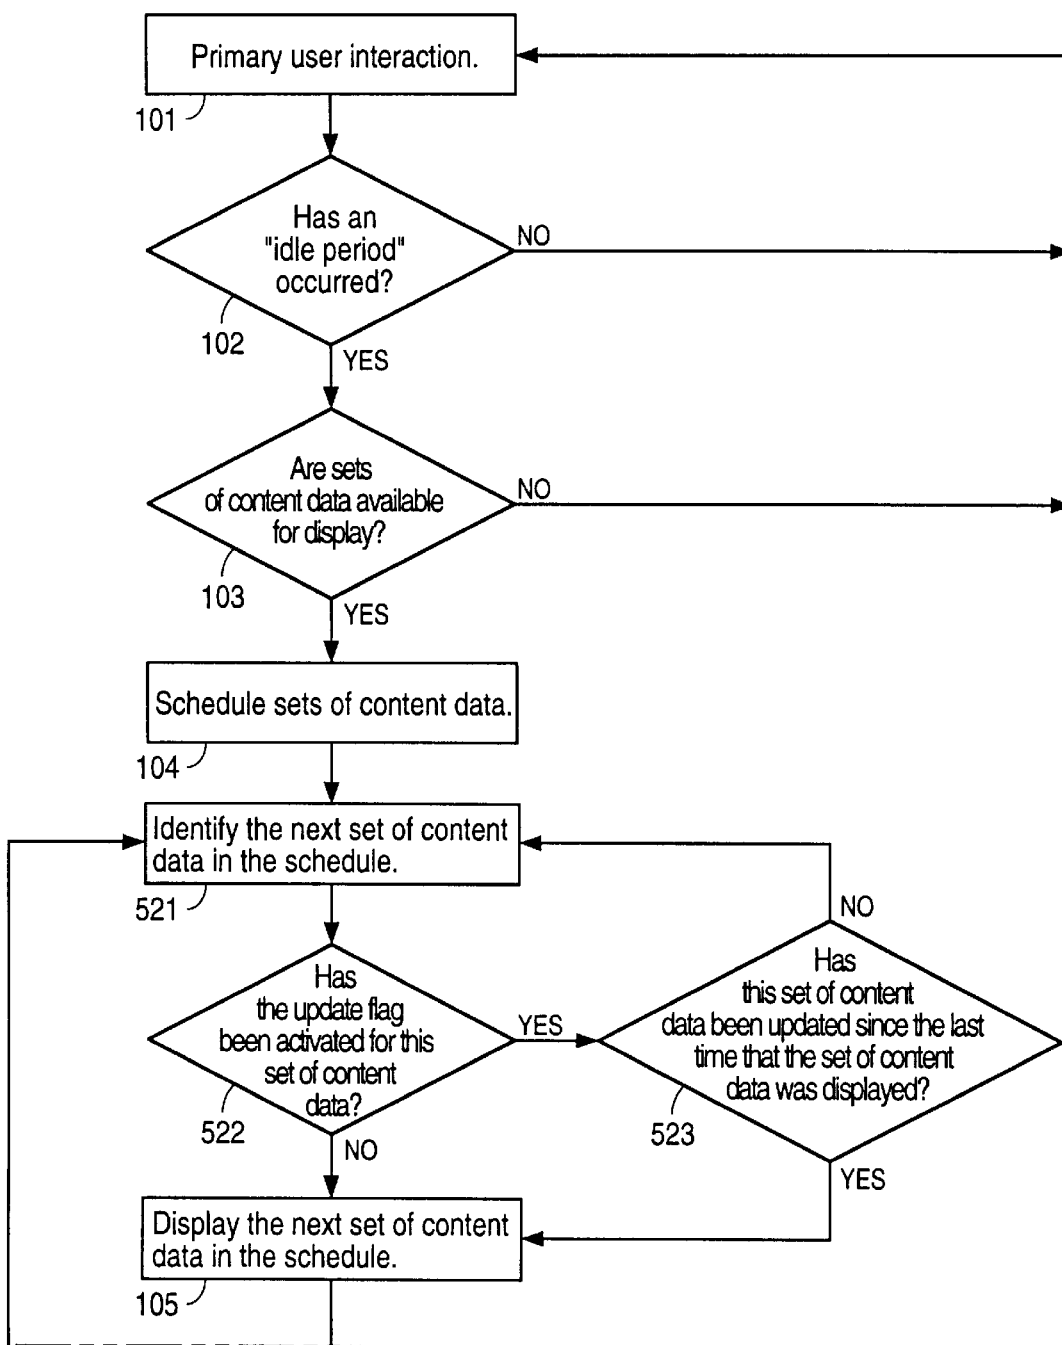 Primary user interaction.
101
Has an
"idle period"
occurred?
NO
102
YES
Are sets
of content data available
for display?
NO
103
YES
Schedule sets of content data.
104
Identify the next set of content
data in the schedule.
521
NO
Has
the update flag
been activated for this
set of content
data?
YES
522
NO
Has
this set of content
data been updated since the last
time that the set of content
data was displayed?
523
YES
Display the next set of content
data in the schedule.
105